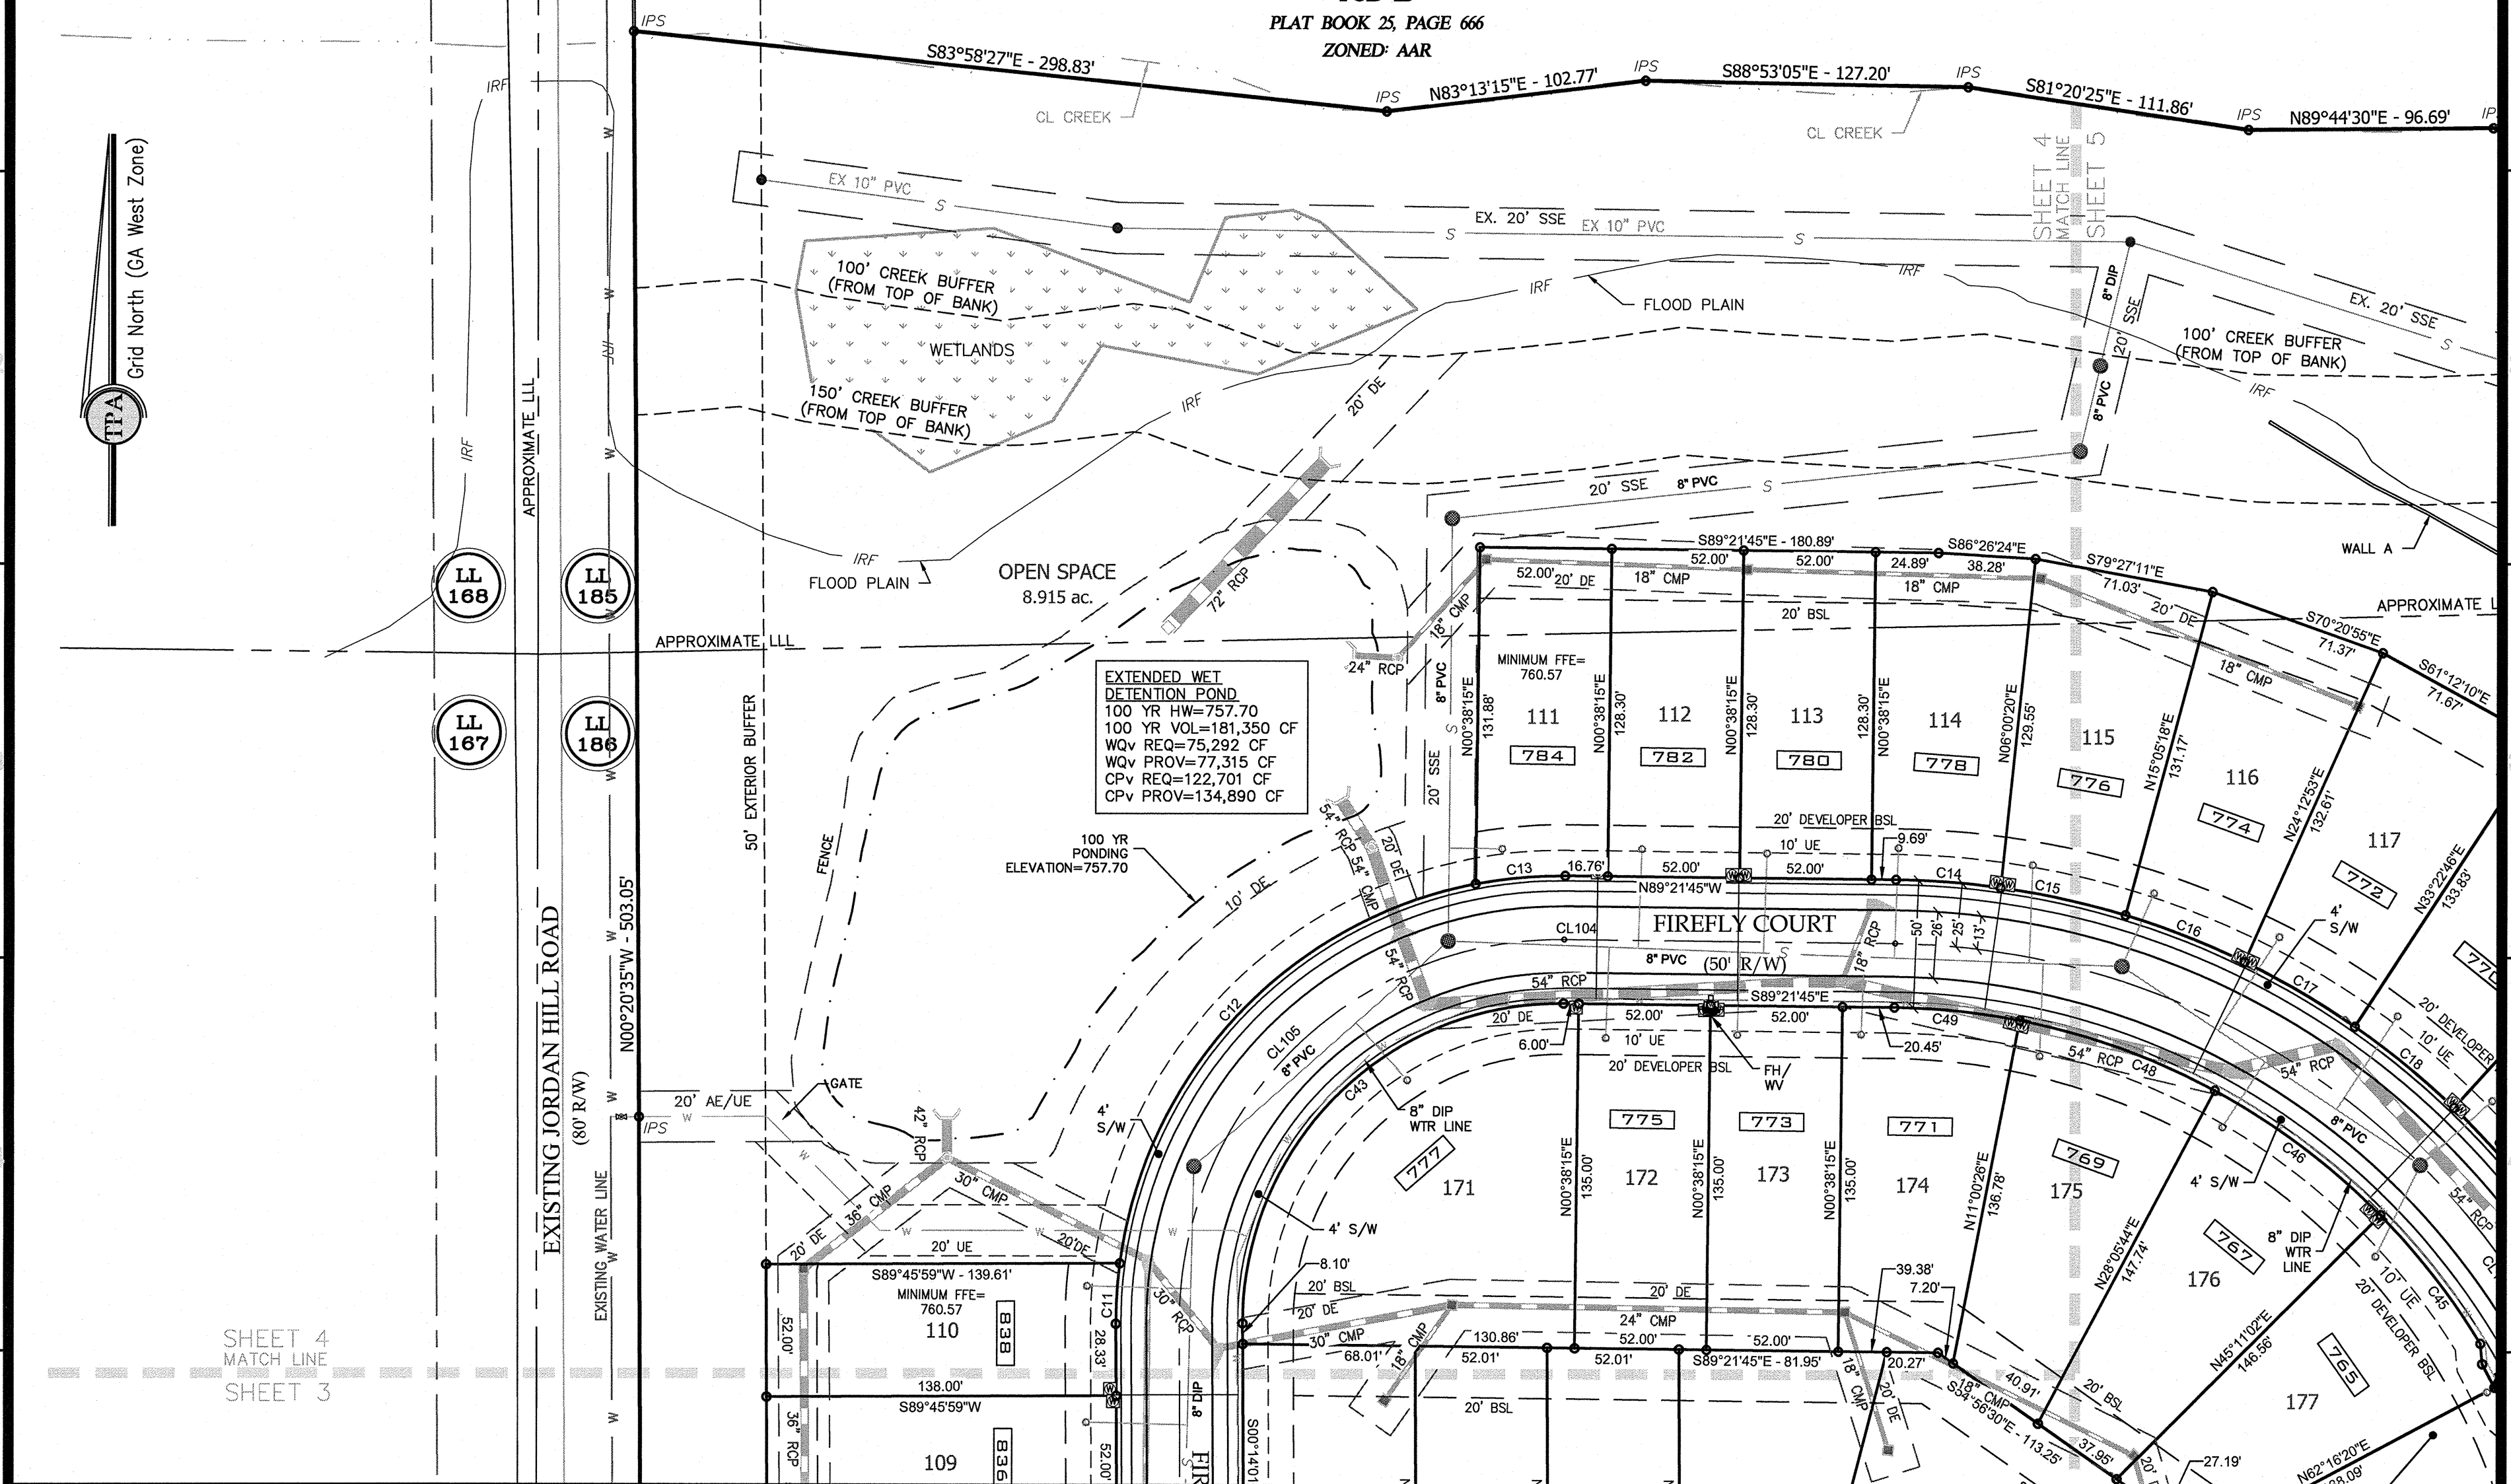 PLAT BOOK 25, PAGE 666
ZONED: AAR
IPS
S83°58'27"E - 298.83'
IPS
N83°13'15"E - 102.77'
IPS
S88°53'05"E - 127.20'
IPS
S81°20'25"E - 111.86'
IPS
N89°44'30"E - 96.69'
CL CREEK
CL CREEK
IRF
Grid North (GA West Zone)
TPA
SHEET 4
MATCH LINE
SHEET 5
EX 10" PVC
S
EX. 20' SSE
EX 10" PVC
S
S
100' CREEK BUFFER
(FROM TOP OF BANK)
WETLANDS
150' CREEK BUFFER
(FROM TOP OF BANK)
IRF
IRF
FLOOD PLAIN
IRF
8" DIP
20' SSE
8" PVC
EX. 20' SSE
S
100' CREEK BUFFER
(FROM TOP OF BANK)
IRF
WALL A
APPROXIMATE LLL
IRF
IRF
20' DE
72" RCP
20' SSE
8" PVC
S
IRF
FLOOD PLAIN
OPEN SPACE
8.915 ac.
LL
168
LL
185
LL
167
LL
186
APPROXIMATE LLL
APPROXIMATE L
S89°21'45"E - 180.89'
52.00'
52.00'
52.00'
24.89'
S86°26'24"E
38.28'
S79°27'11"E
71.03'
S70°20'55"E
71.37'
S61°12'10"E
71.67'
20' DE
18" CMP
18" CMP
20' DE
18" CMP
20' BSL
18" CMP
24" RCP
8" PVC
S
20' SSE
MINIMUM FFE=
760.57
N00°38'15"E
131.88'
N00°38'15"E
128.30'
N00°38'15"E
128.30'
N00°38'15"E
128.30'
N06°00'20"E
129.55'
N15°05'18"E
131.17'
N24°12'53"E
132.61'
N33°22'46"E
133.83'
111
784
112
782
113
780
114
778
115
776
116
774
117
772
EXTENDED WET
DETENTION POND
100 YR HW=757.70
100 YR VOL=181,350 CF
WQv REQ=75,292 CF
WQv PROV=77,315 CF
CPv REQ=122,701 CF
CPv PROV=134,890 CF
100 YR
PONDING
ELEVATION=757.70
50' EXTERIOR BUFFER
FENCE
10' DE
54" RCP
54" CMP
20' DE
54" RCP
20' DEVELOPER BSL
10' UE
9.69'
C13
16.76'
52.00'
52.00'
N89°21'45"W
C14
C15
C16
C17
C18
4'
S/W
20' DEVELOPER
10' UE
CL104
FIREFLY COURT
(50' R/W)
8" PVC
S
18" RCP
50'
26'
25'
13'
54" RCP
S89°21'45"E
20' DE
6.00'
52.00'
52.00'
20.45'
C49
10' UE
20' DEVELOPER BSL
FH/
WV
54" RCP
C48
54" RCP
8" PVC
54" RCP
C12
CL105
8" PVC
C43
8" DIP
WTR LINE
N00°20'35"W - 503.05'
EXISTING JORDAN HILL ROAD
(80' R/W)
EXISTING WATER LINE
IPS
20' AE/UE
W
GATE
42" RCP
4'
S/W
36" CMP
30" CMP
20' DE
20' UE
20' DE
W
W
W
S89°45'59"W - 139.61'
MINIMUM FFE=
760.57
110
838
52.00'
C11
28.33'
30" RCP
138.00'
S89°45'59"W
109
836
36" RCP
52.00'
8" DIP
FIR
S00°14'01
4' S/W
8.10'
777
171
775
172
773
173
771
174
769
175
767
176
765
177
N00°38'15"E
135.00'
N00°38'15"E
135.00'
N00°38'15"E
135.00'
N11°00'26"E
136.78'
N28°05'44"E
147.74'
N45°11'02"E
146.56'
4' S/W
C46
8" DIP
WTR
LINE
10' UE
C45
20' DEVELOPER BSL
20' BSL
20' DE
20' DE
24" CMP
30" CMP
18" CMP
130.86'
68.01'
52.01'
52.00'
52.00'
52.01'
S89°21'45"E - 81.95'
39.38'
7.20'
20.27'
18" CMP
20' DE
18" CMP
40.91'
S54°56'30"E - 113.25'
37.95'
20' BSL
20' BSL
27.19'
N62°16'20"E
SHEET 4
MATCH LINE
SHEET 3